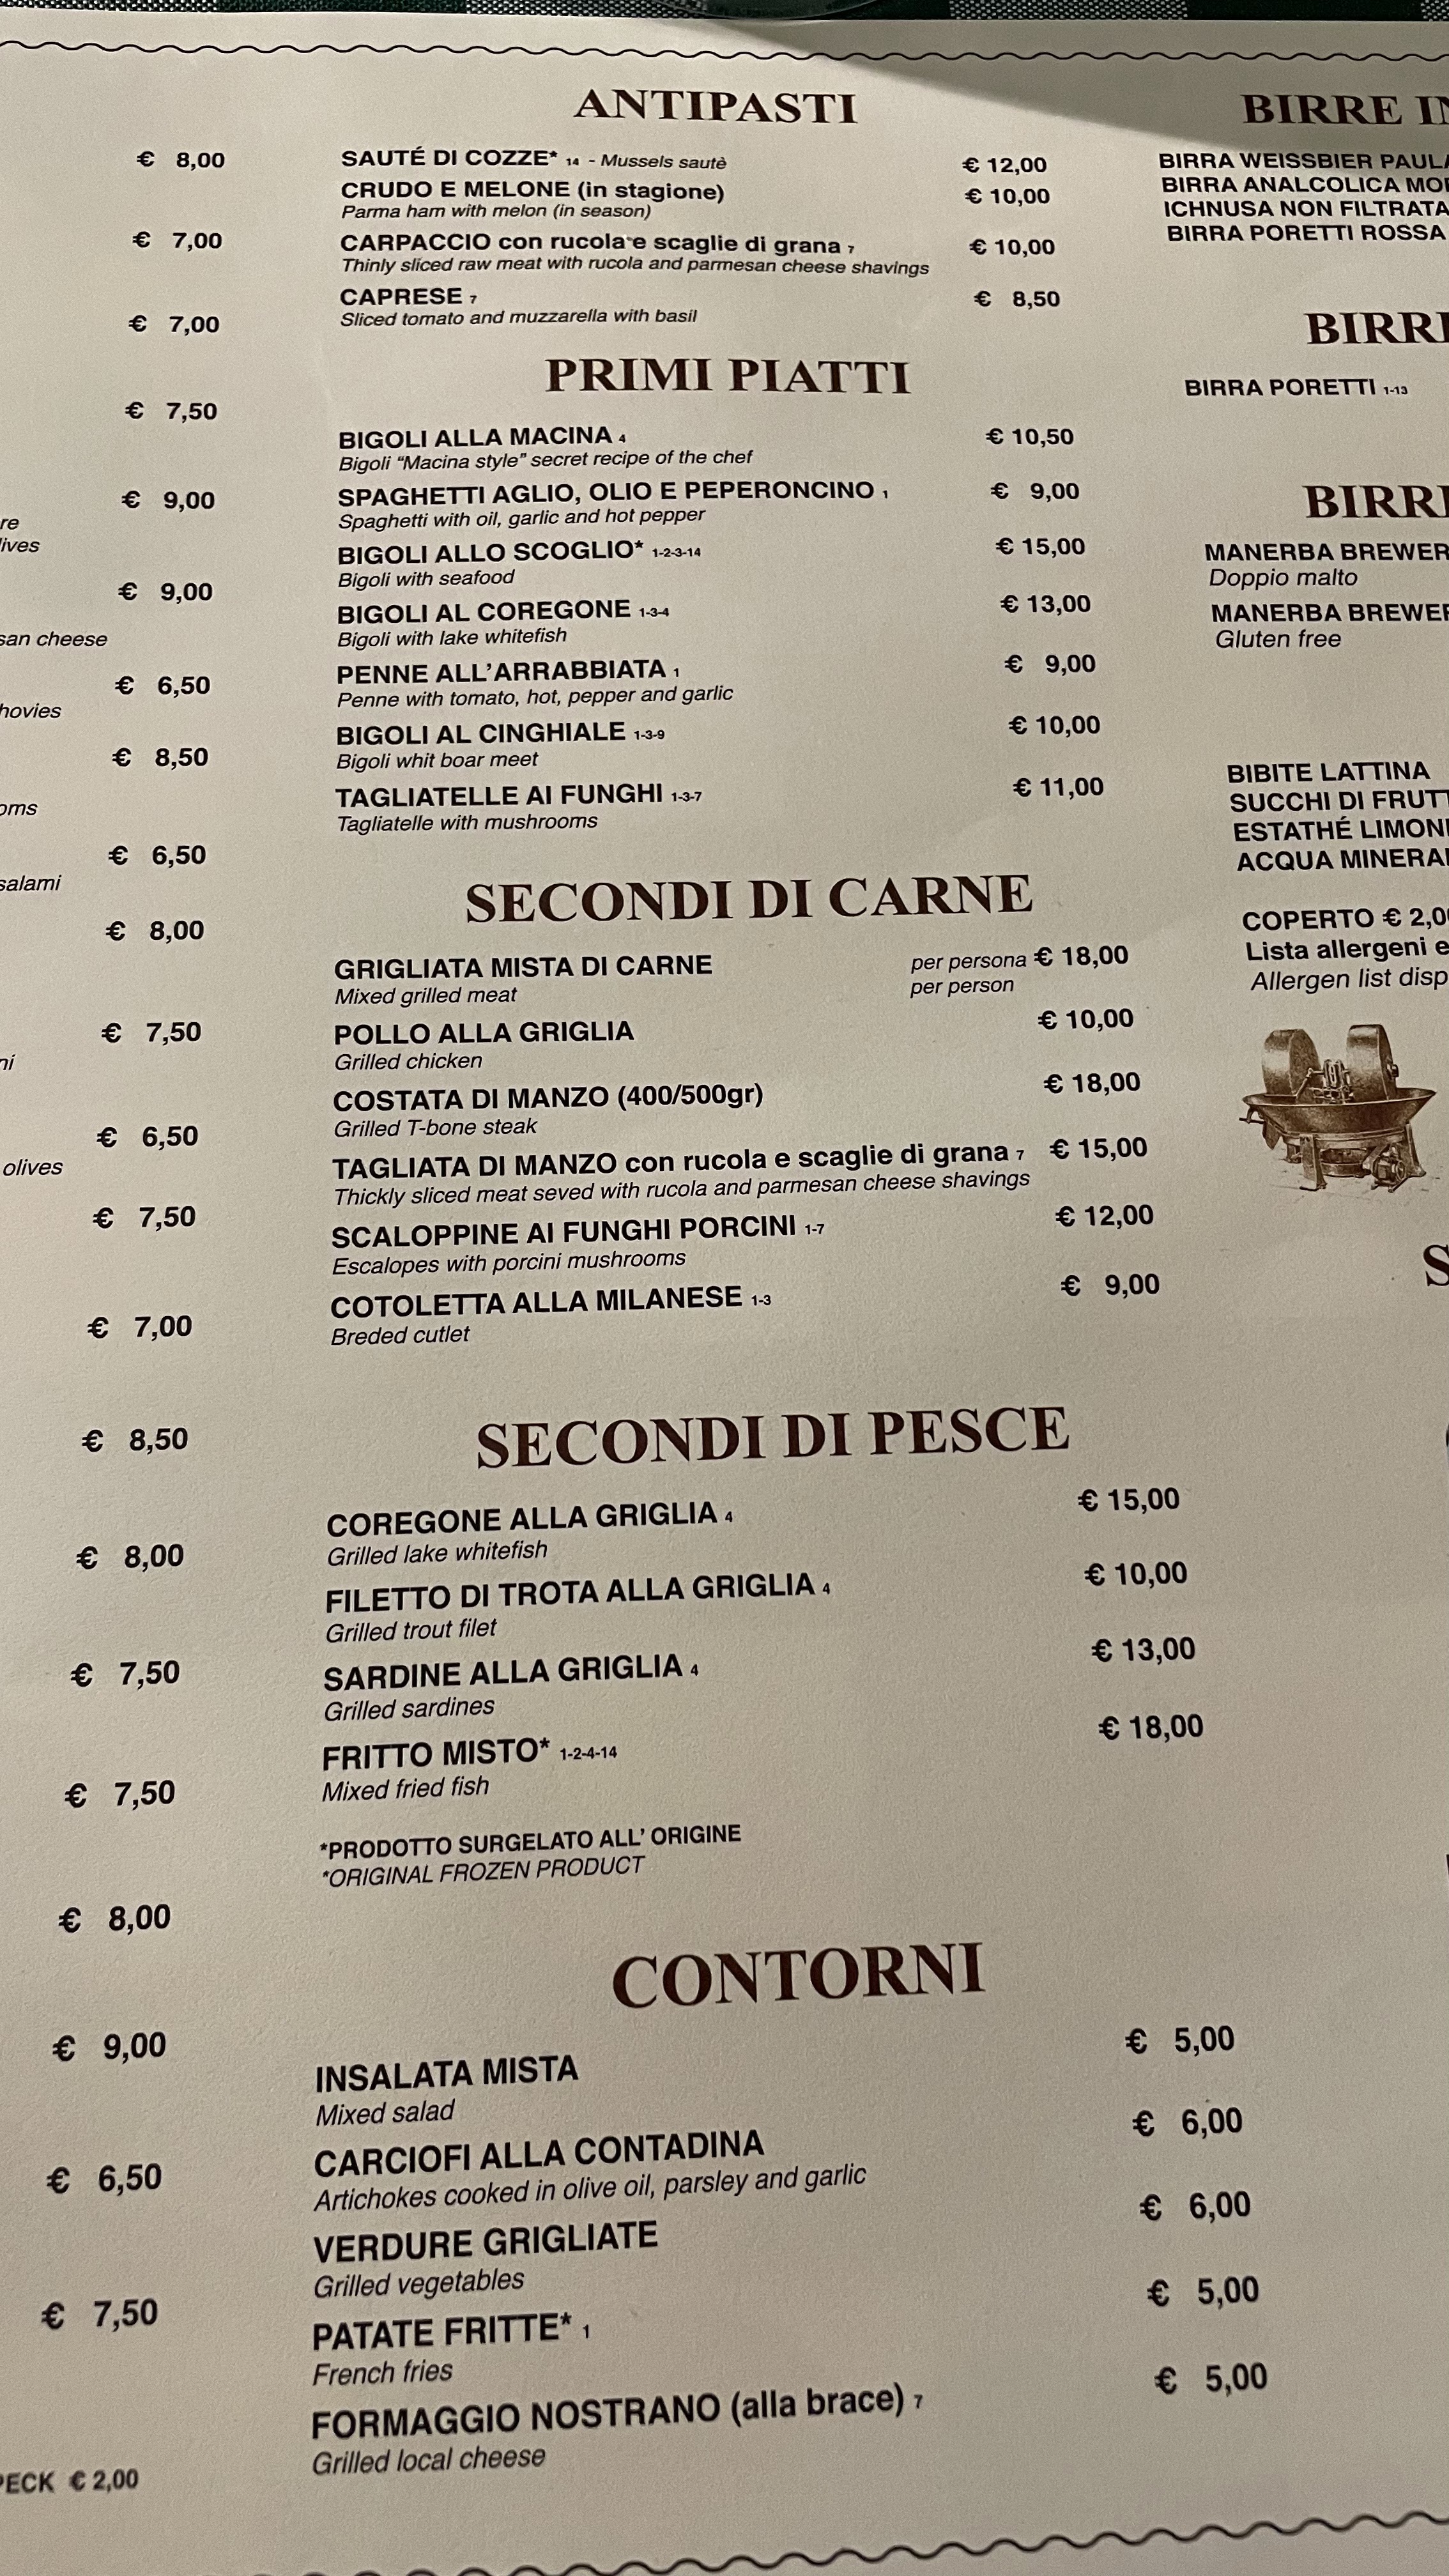 € 8,00
€ 7,00
€ 7,00
€ 7,50
€ 9,00
€ 9,00
san cheese
€ 6,50
€ 8,50
€ 6,50
salami
€ 8,00
€ 7,50
€ 6,50
olives
€ 7,50
€ 7,00
€ 8,50
€ 8,00
€ 7,50
€ 7,50
€ 8,00
€ 9,00
€ 6,50
€ 7,50
PECK € 2,00
ANTIPASTI
SAUTÉ DI COZZE* 14 - Mussels sautè € 12,00
CRUDO E MELONE (in stagione) € 10,00
Parma ham with melon (in season)
CARPACCIO con rucola e scaglie di grana 7 € 10,00
Thinly sliced raw meat with rucola and parmesan cheese shavings
CAPRESE 7 € 8,50
Sliced tomato and muzzarella with basil
PRIMI PIATTI
BIGOLI ALLA MACINA 4 € 10,50
Bigoli “Macina style” secret recipe of the chef
SPAGHETTI AGLIO, OLIO E PEPERONCINO 1 € 9,00
Spaghetti with oil, garlic and hot pepper
BIGOLI ALLO SCOGLIO* 1-2-3-14 € 15,00
Bigoli with seafood
BIGOLI AL COREGONE 1-3-4 € 13,00
Bigoli with lake whitefish
PENNE ALL’ARRABBIATA 1 € 9,00
Penne with tomato, hot, pepper and garlic
BIGOLI AL CINGHIALE 1-3-9 € 10,00
Bigoli whit boar meet
TAGLIATELLE AI FUNGHI 1-3-7 € 11,00
Tagliatelle with mushrooms
SECONDI DI CARNE
GRIGLIATA MISTA DI CARNE per persona € 18,00
Mixed grilled meat per person
POLLO ALLA GRIGLIA € 10,00
Grilled chicken
COSTATA DI MANZO (400/500gr) € 18,00
Grilled T-bone steak
TAGLIATA DI MANZO con rucola e scaglie di grana 7 € 15,00
Thickly sliced meat seved with rucola and parmesan cheese shavings
SCALOPPINE AI FUNGHI PORCINI 1-7 € 12,00
Escalopes with porcini mushrooms
COTOLETTA ALLA MILANESE 1-3 € 9,00
Breded cutlet
SECONDI DI PESCE
COREGONE ALLA GRIGLIA 4 € 15,00
Grilled lake whitefish
FILETTO DI TROTA ALLA GRIGLIA 4 € 10,00
Grilled trout filet
SARDINE ALLA GRIGLIA 4 € 13,00
Grilled sardines
FRITTO MISTO* 1-2-4-14 € 18,00
Mixed fried fish
*PRODOTTO SURGELATO ALL’ ORIGINE
*ORIGINAL FROZEN PRODUCT
CONTORNI
INSALATA MISTA € 5,00
Mixed salad
CARCIOFI ALLA CONTADINA € 6,00
Artichokes cooked in olive oil, parsley and garlic
VERDURE GRIGLIATE € 6,00
Grilled vegetables
PATATE FRITTE* 1 € 5,00
French fries
FORMAGGIO NOSTRANO (alla brace) 7 € 5,00
Grilled local cheese
BIRRE IN
BIRRA WEISSBIER PAULA
BIRRA ANALCOLICA MOR
ICHNUSA NON FILTRATA
BIRRA PORETTI ROSSA
BIRRE
BIRRA PORETTI 1-13
BIRRE
MANERBA BREWER
Doppio malto
MANERBA BREWER
Gluten free
BIBITE LATTINA
SUCCHI DI FRUTT
ESTATHÉ LIMON
ACQUA MINERAL
COPERTO € 2,00
Lista allergeni e
Allergen list disp